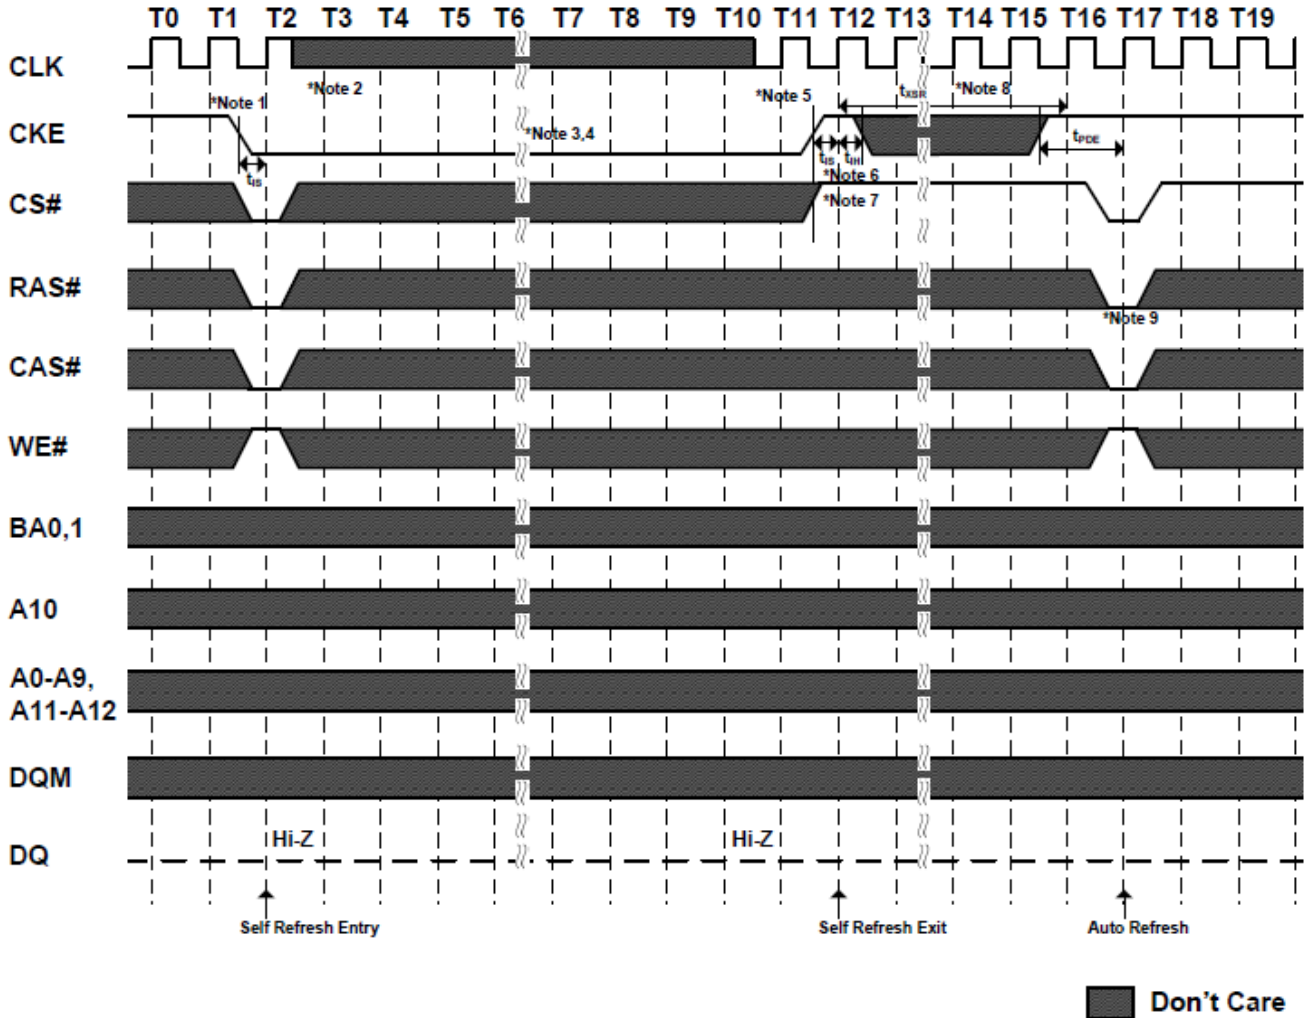 T0 T1 T2 T3 T4 T5 T6 T7 T8 T9 T10 T11 T12 T13 T14 T15 T16 T17 T18 T19
CLK
*Note 1
*Note 2
*Note 5
tXSR
*Note 8
CKE
*Note 3,4
tIS
tIS
tIH
tPDE
*Note 6
CS#
*Note 7
RAS#
*Note 9
CAS#
WE#
BA0,1
A10
A0-A9,
A11-A12
DQM
Hi-Z
Hi-Z
DQ
Self Refresh Entry
Self Refresh Exit
Auto Refresh
Don't Care